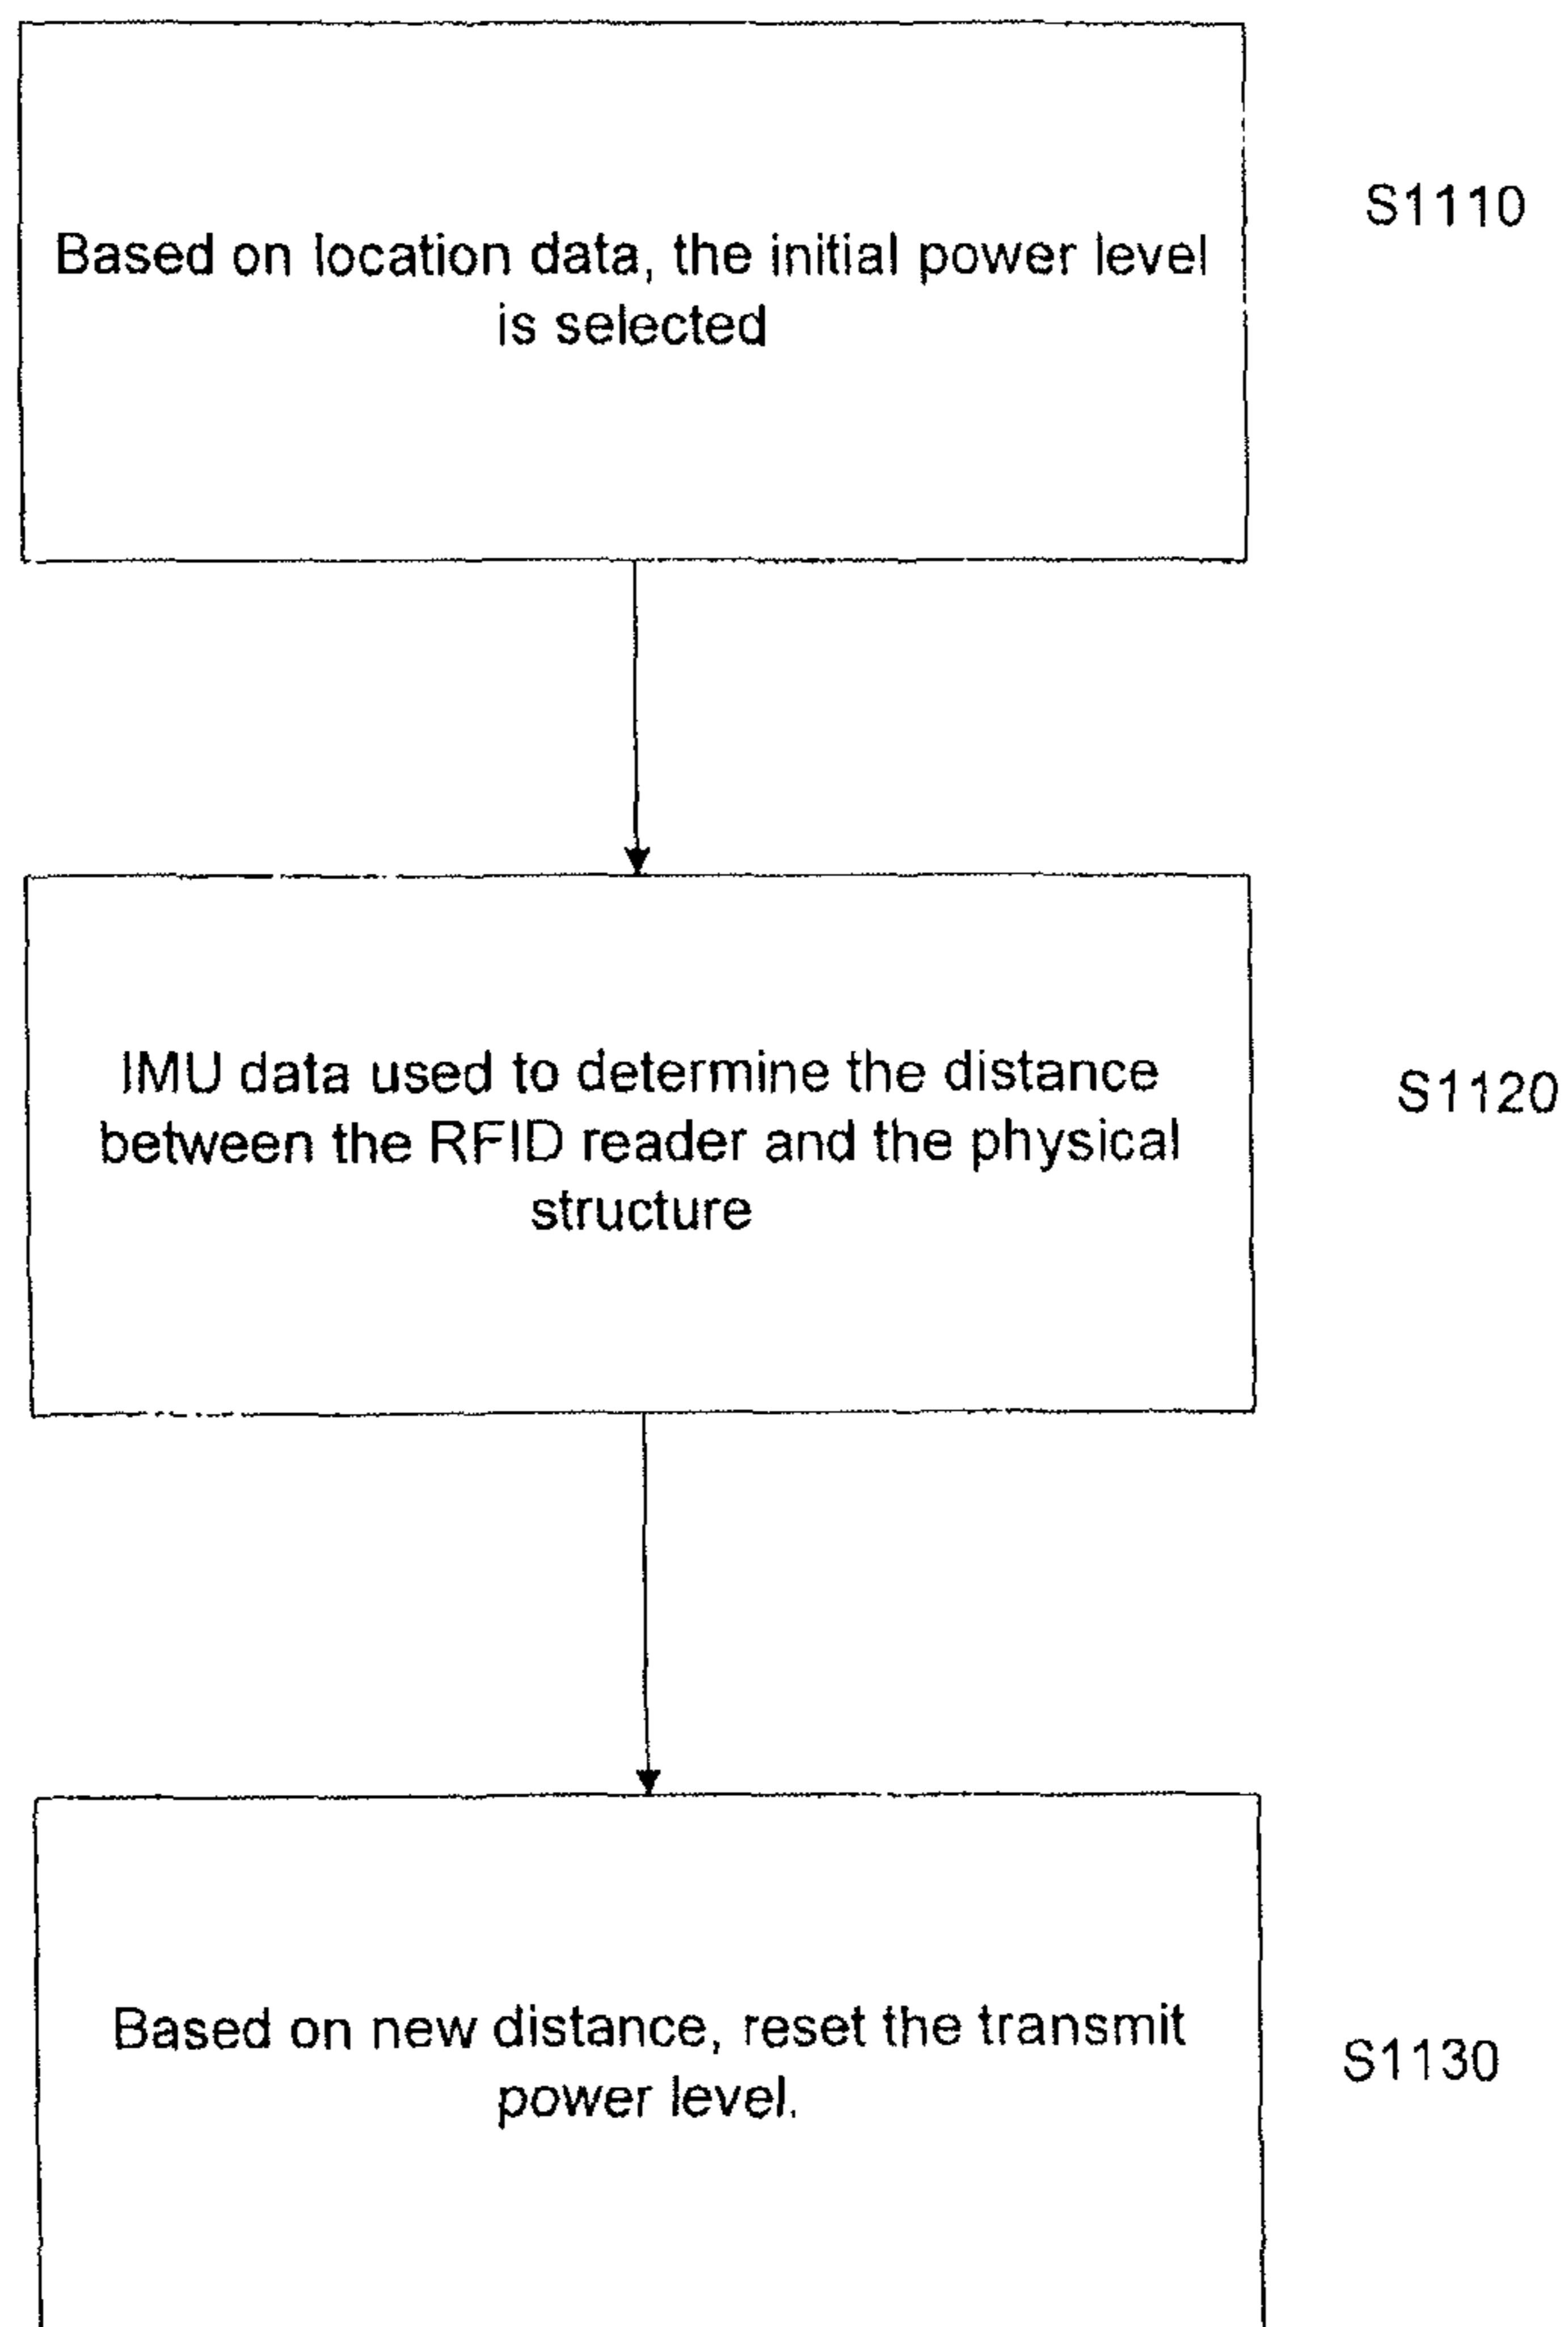 Based on location data, the initial power level
is selected
S1110
IMU data used to determine the distance
between the RFID reader and the physical
structure
S1120
Based on new distance, reset the transmit
power level.
S1130